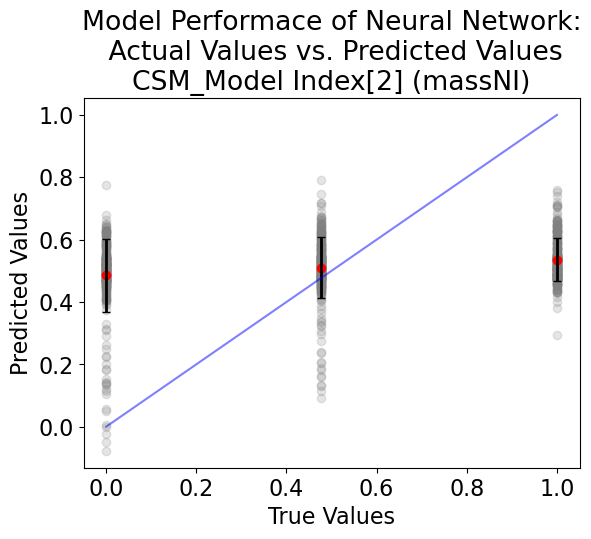 Model Performace of Neural Network:
Actual Values vs. Predicted Values
CSM_Model Index[2] (massNI)
1.0
0.8
0.6
0.4
0.2
0.0
Predicted Values
0.0 0.2 0.4 0.6 0.8 1.0
True Values